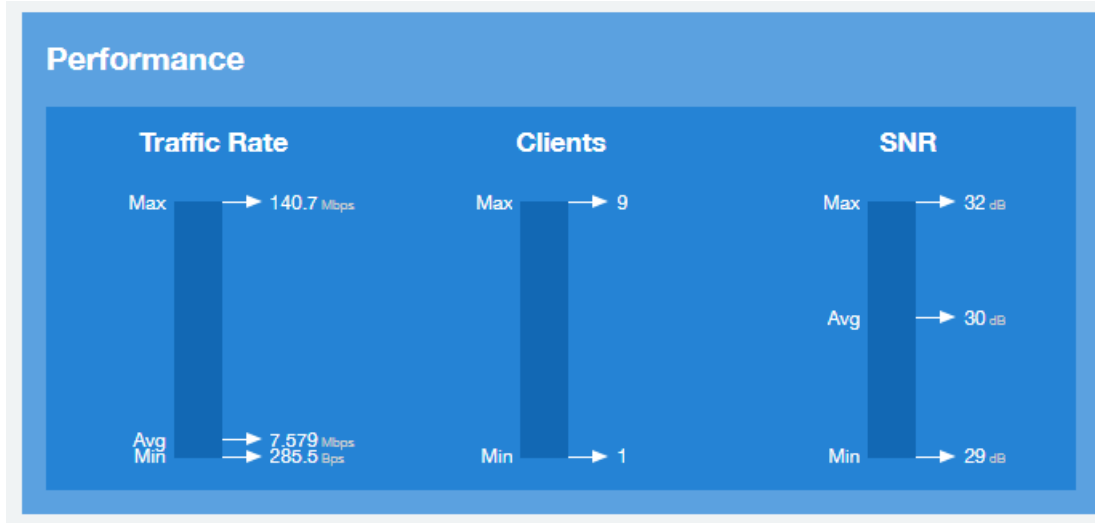 Performance
Traffic Rate Clients SNR
Max 140.7 Mbps Max 9 Max 32 dB
Avg 30 dB
Avg 7.579 Mbps
Min 285.5 Bps Min 1 Min 29 dB